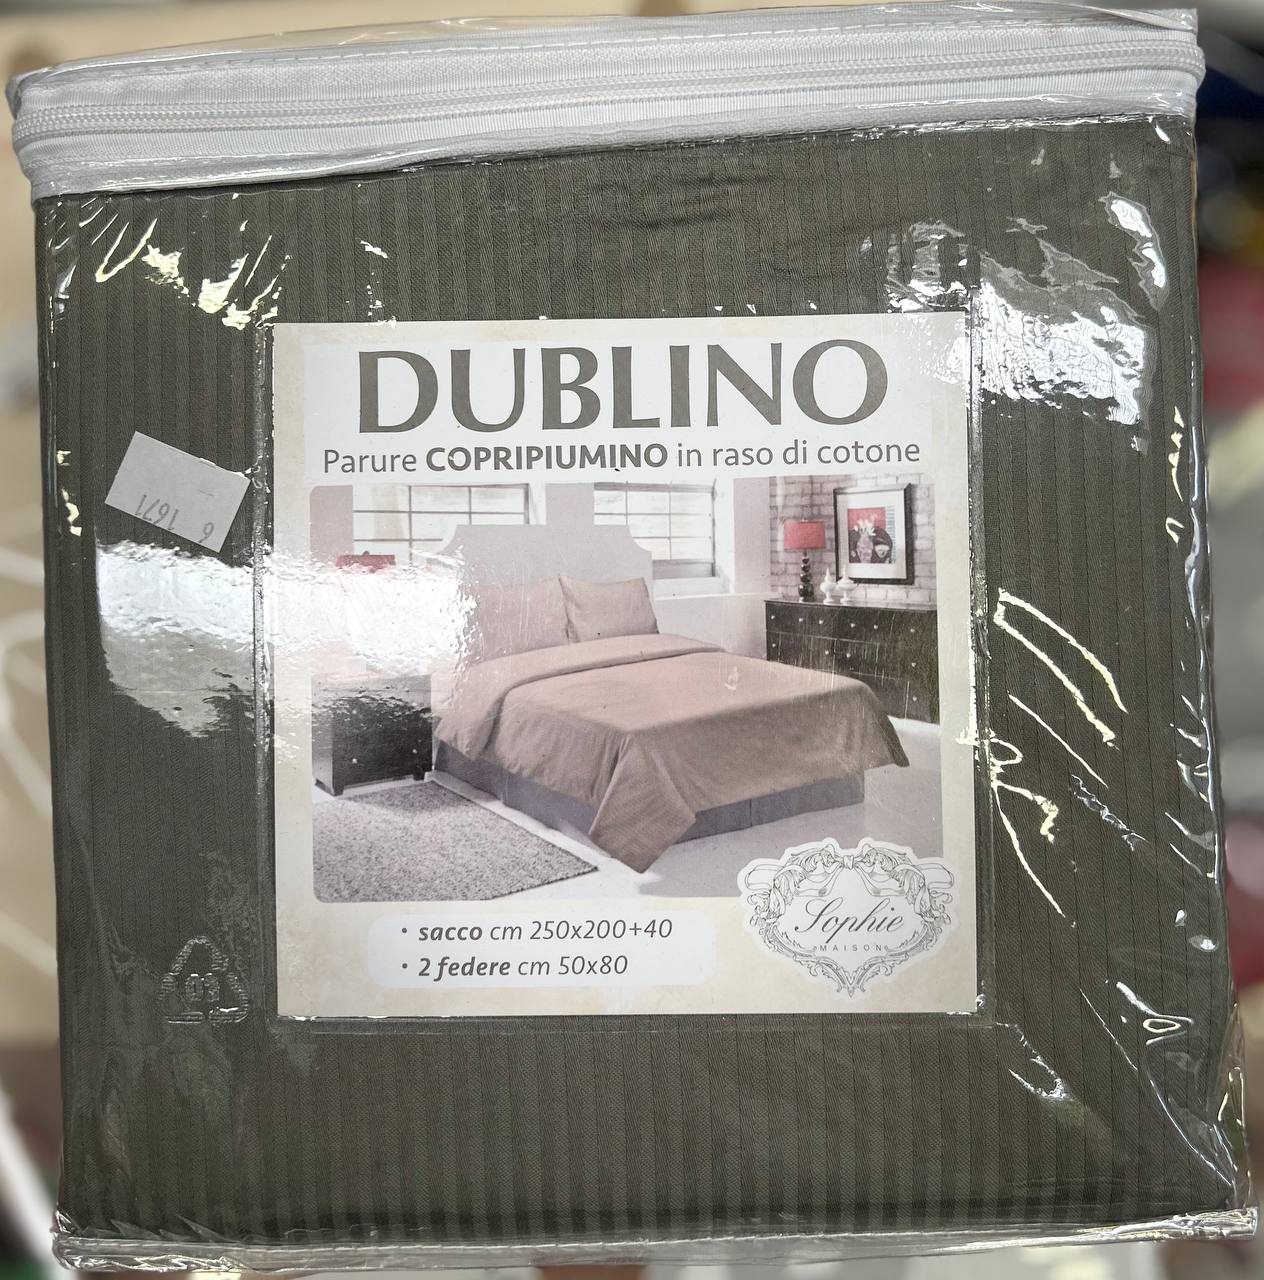 DUBLINO
Parure COPRIPIUMINO in raso di cotone
• sacco cm 250x200+40
• 2 federe cm 50x80
Sophie
MAISON
6 1671
03